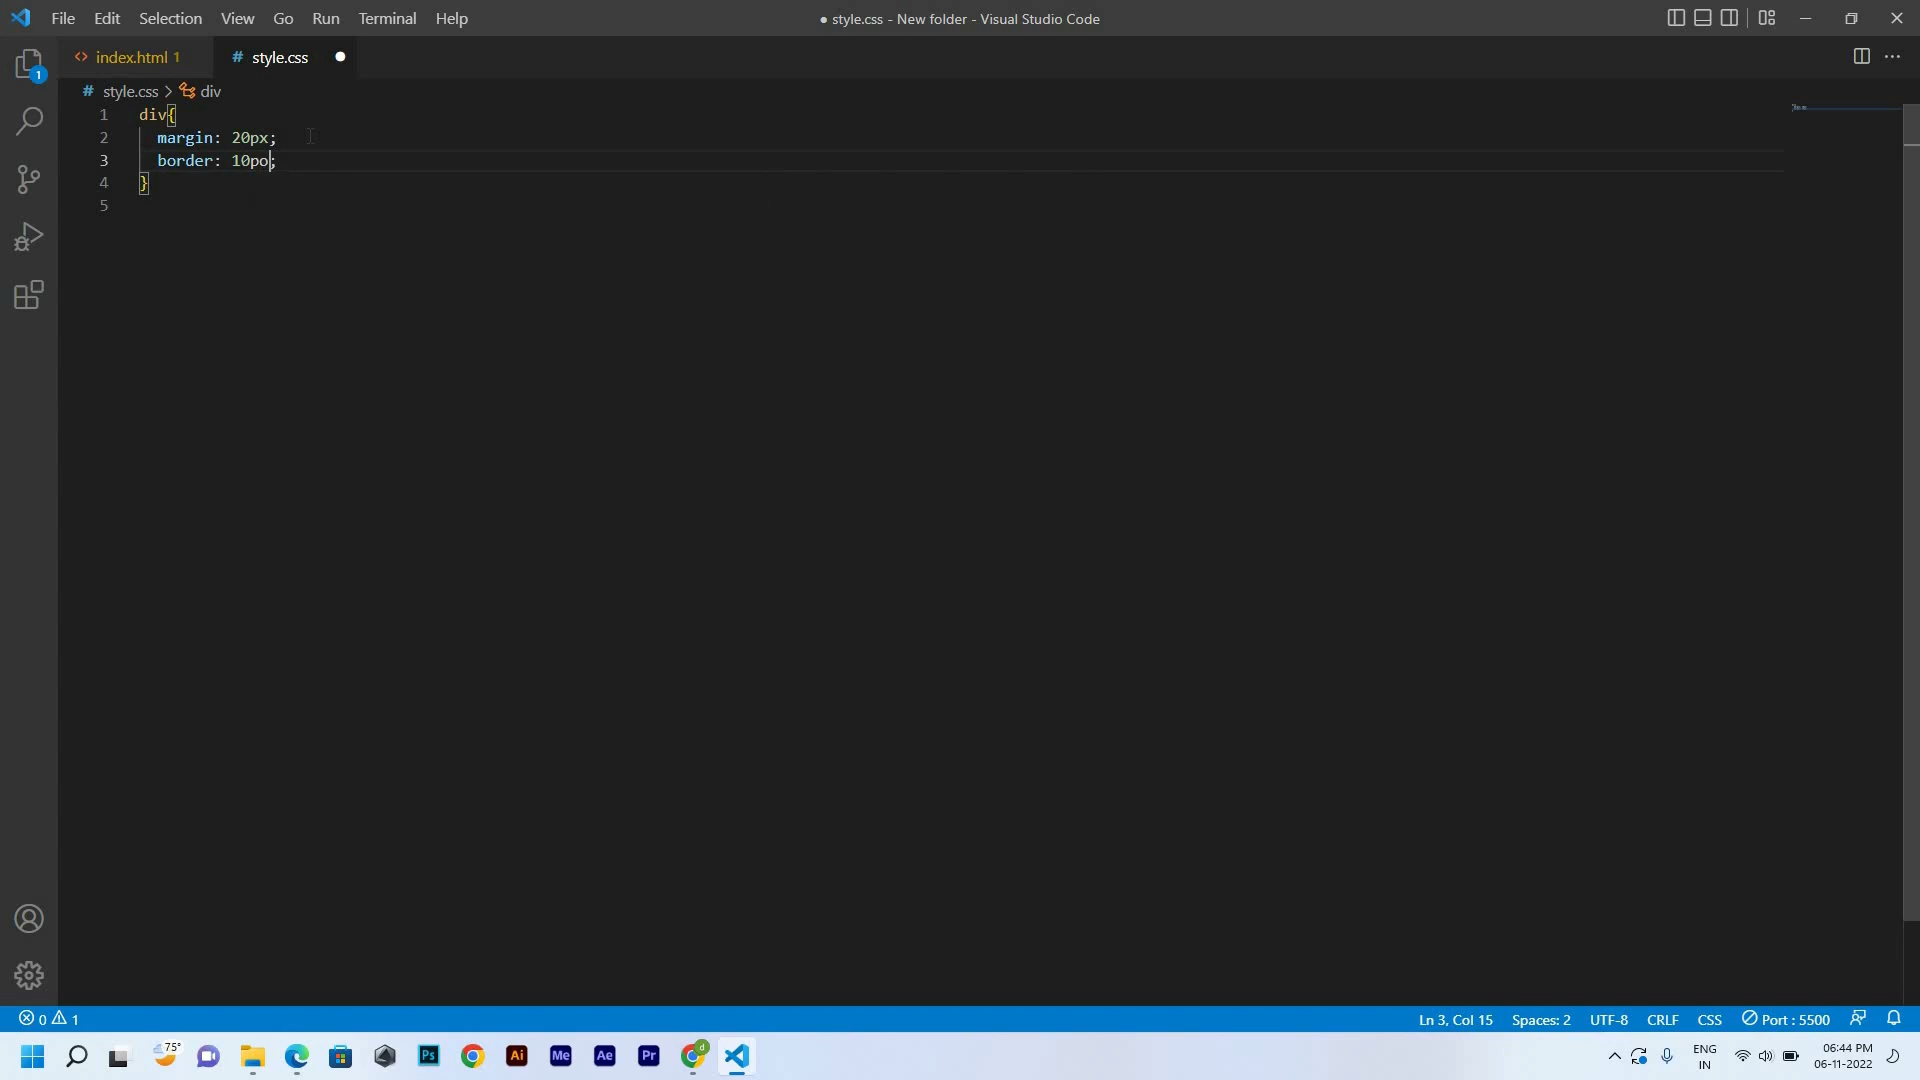 File Edit Selection View Go Run Terminal Help
● style.css - New folder - Visual Studio Code
index.html 1
# style.css
1
# style.css > div
1 div{
2 margin: 20px;
3 border: 10po;
4 }
5
0 1
Ln 3, Col 15 Spaces: 2 UTF-8 CRLF CSS Port : 5500
75°
Ps
Ai
Me
Ae
Pr
d
ENG
IN
06:44 PM
06-11-2022